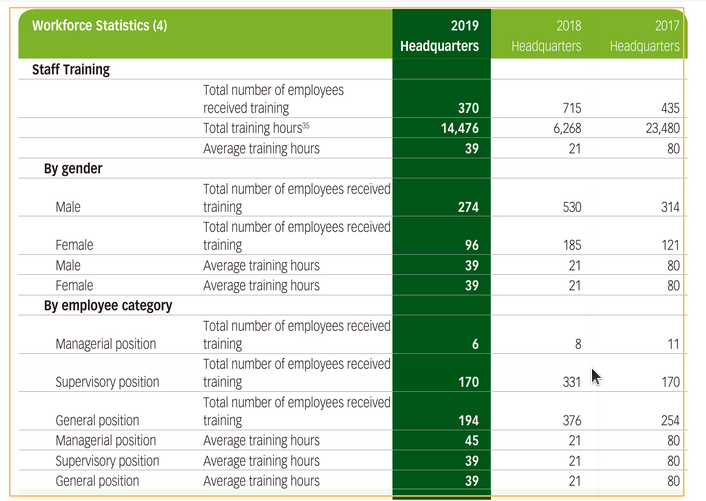 Workforce Statistics (4) 2019 2018 2017
Headquarters Headquarters Headquarters
Staff Training
Total number of employees
received training 370 715 435
Total training hours35 14,476 6,268 23,480
Average training hours 39 21 80
By gender
Total number of employees received
Male training 274 530 314
Total number of employees received
Female training 96 185 121
Male Average training hours 39 21 80
Female Average training hours 39 21 80
By employee category
Total number of employees received
Managerial position training 6 8 11
Total number of employees received
Supervisory position training 170 331 170
Total number of employees received
General position training 194 376 254
Managerial position Average training hours 45 21 80
Supervisory position Average training hours 39 21 80
General position Average training hours 39 21 80